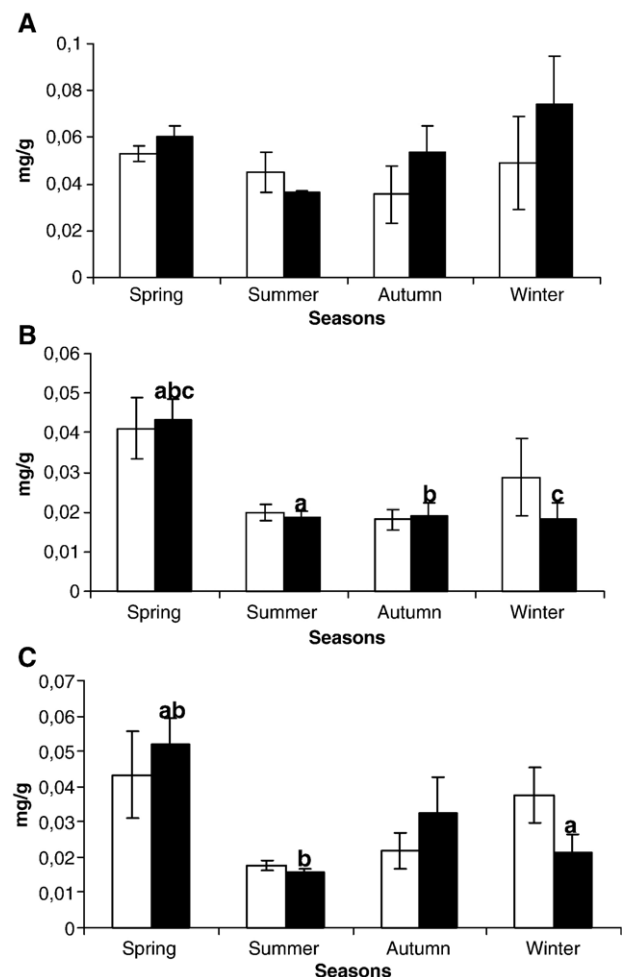 A
0,1
0,08
0,06
0,04
0,02
0
mg/g
Spring Summer Autumn Winter
Seasons
B
0,06
0,05
0,04
0,03
0,02
0,01
0
mg/g
abc
a
b
c
Spring Summer Autumn Winter
Seasons
C
0,07
0,06
0,05
0,04
0,03
0,02
0,01
0
mg/g
ab
b
a
Spring Summer Autumn Winter
Seasons